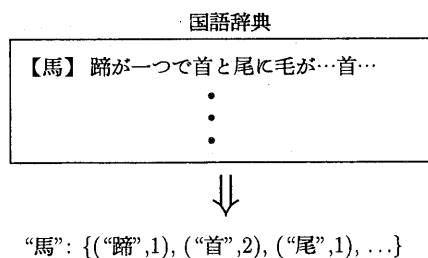 国語辞典
【馬】 蹄が一つで首と尾に毛が…首…
“馬”: {(“蹄”,1), (“首”,2), (“尾”,1), …}